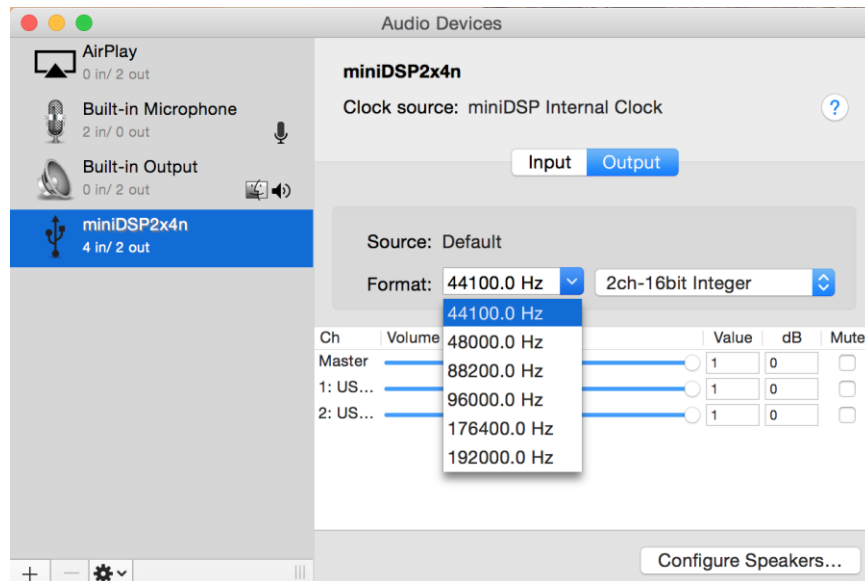 Audio Devices
AirPlay
0 in/ 2 out
Built-in Microphone
2 in/ 0 out
Built-in Output
0 in/ 2 out
miniDSP2x4n
4 in/ 2 out
miniDSP2x4n
Clock source: miniDSP Internal Clock
?
Input Output
Source: Default
Format: 44100.0 Hz 2ch-16bit Integer
44100.0 Hz
48000.0 Hz
88200.0 Hz
96000.0 Hz
176400.0 Hz
192000.0 Hz
Ch Volume Value dB Mute
Master 1 0
1: US... 1 0
2: US... 1 0
Configure Speakers...